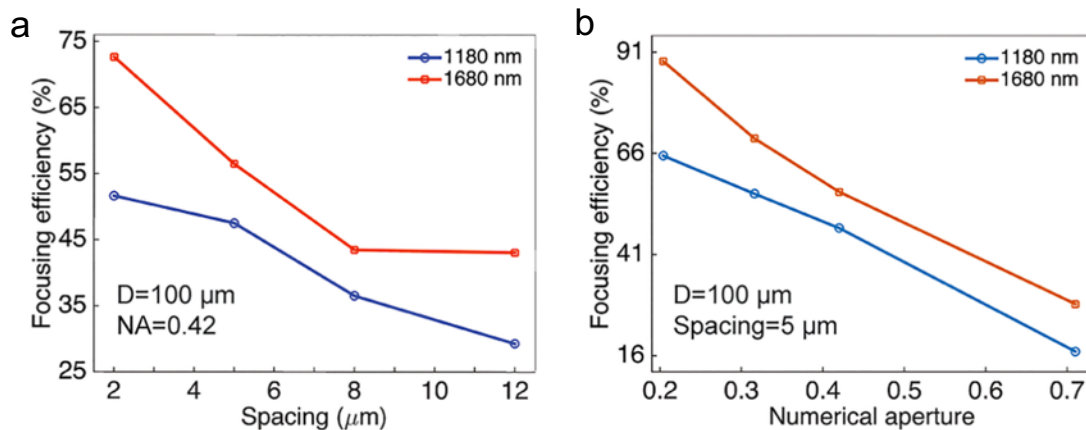 a
75
65
55
45
35
25
Focusing efficiency (%)
1180 nm
1680 nm
D=100 μm
NA=0.42
2 4 6 8 10 12
Spacing (μm)
b
91
66
41
16
Focusing efficiency (%)
1180 nm
1680 nm
D=100 μm
Spacing=5 μm
0.2 0.3 0.4 0.5 0.6 0.7
Numerical aperture